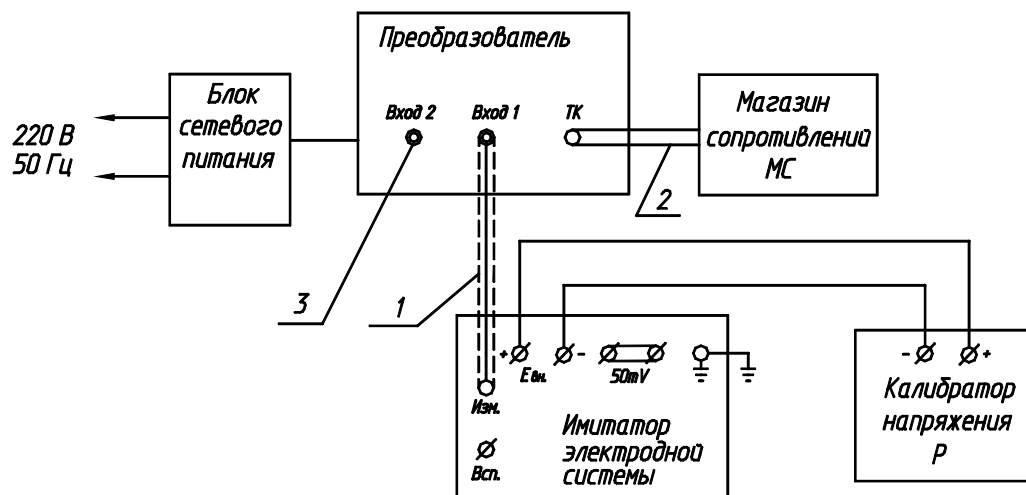 Преобразователь
Блок
сетевого
питания
220 В
50 Гц
Вход 2
Вход 1
ТК
Магазин
сопротивлений
МС
2
3
1
+
-
Е вн.
50mV
Изм.
Всп.
Имитатор
электродной
системы
-
+
Калибратор
напряжения
Р